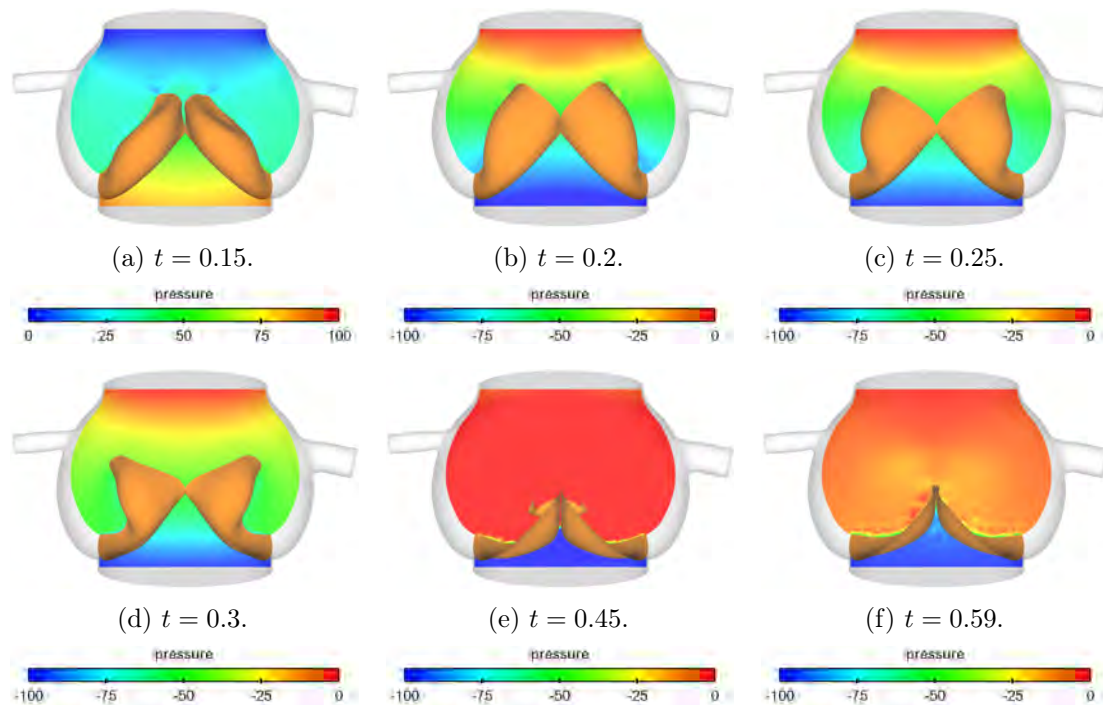 (a) t = 0.15.
(b) t = 0.2.
(c) t = 0.25.
pressure
0 25 50 75 100
pressure
-100 -75 -50 -25 0
pressure
-100 -75 -50 -25 0
(d) t = 0.3.
(e) t = 0.45.
(f) t = 0.59.
pressure
-100 -75 -50 -25 0
pressure
-100 -75 -50 -25 0
pressure
-100 -75 -50 -25 0